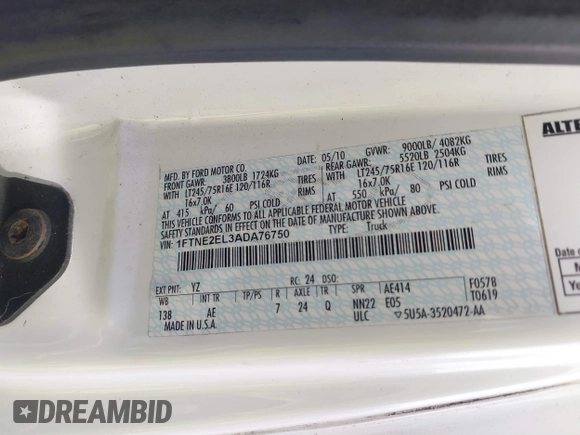 MFD. BY FORD MOTOR CO.
DATE: 05/10 GVWR: 9000LB/ 4082KG
FRONT GAWR: 3800LB 1724KG REAR GAWR: 5520LB 2504KG
WITH LT245/75R16E 120/116R TIRES WITH LT245/75R16E 120/116R TIRES
16x7.0K RIMS 16x7.0K RIMS
AT 415 kPa/ 60 PSI COLD AT 550 kPa/ 80 PSI COLD
THIS VEHICLE CONFORMS TO ALL APPLICABLE FEDERAL MOTOR VEHICLE
SAFETY AND THEFT PREVENTION STANDARDS IN EFFECT ON THE DATE OF MANUFACTURE SHOWN ABOVE.
VIN: 1FTNE2EL3ADA76750
TYPE: Truck
EXT PNT: YZ RC: 24 DSO:
WB INT TR TP/PS R AXLE TR SPR AE414 F0578
138 AE 7 24 Q NN22 E05 T0619
MADE IN U.S.A. ULC 5U5A-3520472-AA
ALTE
DREAMBID